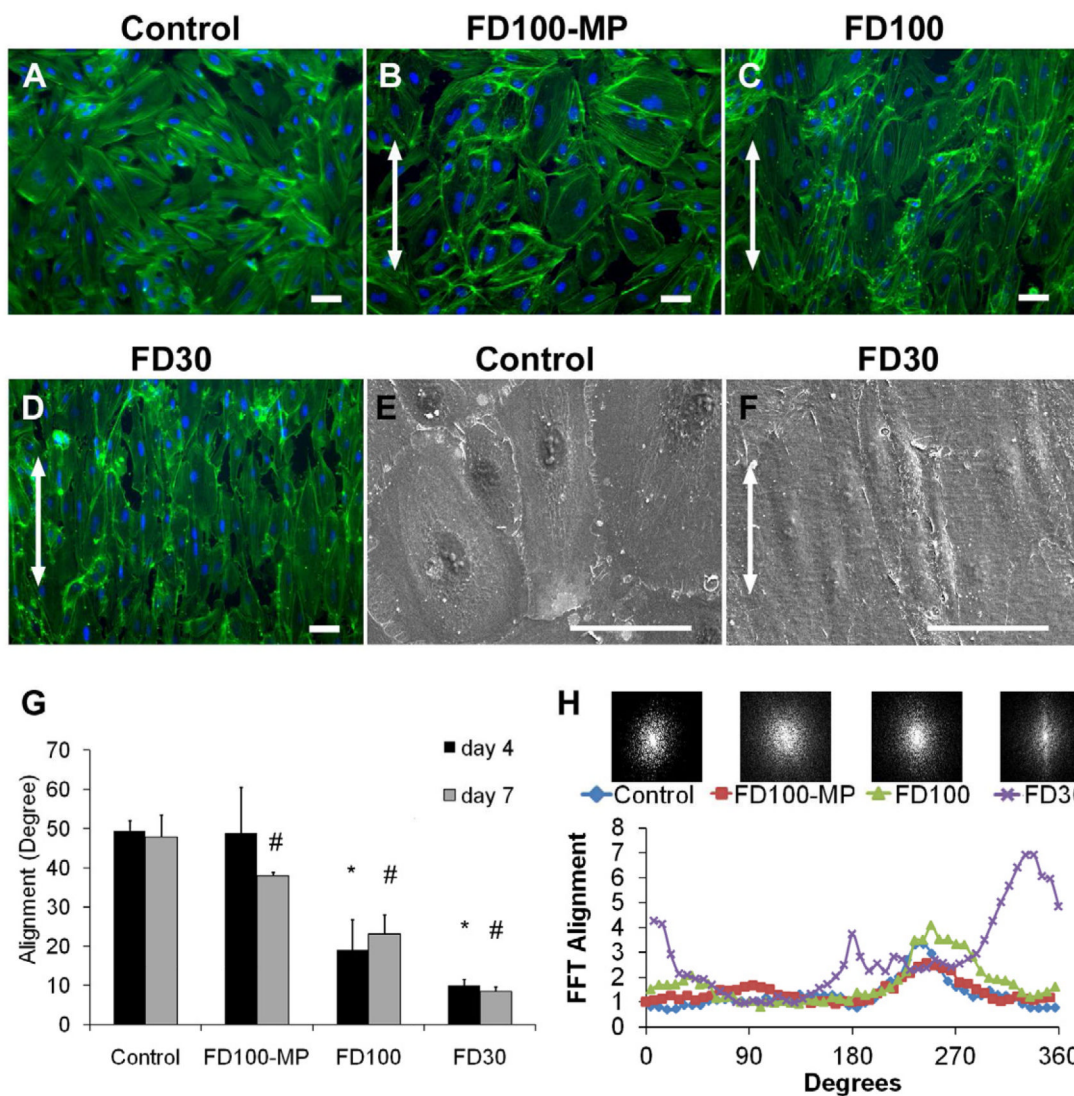 Control FD100-MP FD100
A B C
FD30 Control FD30
D E F
G
H
70
60
50
40
30
20
10
0
Alignment (Degree)
day 4
day 7
#
* #
* #
Control FD100-MP FD100 FD30
Control FD100-MP FD100
8
7
6
5
4
3
2
1
0
FFT Alignment
0 90 180 270 360
Degrees